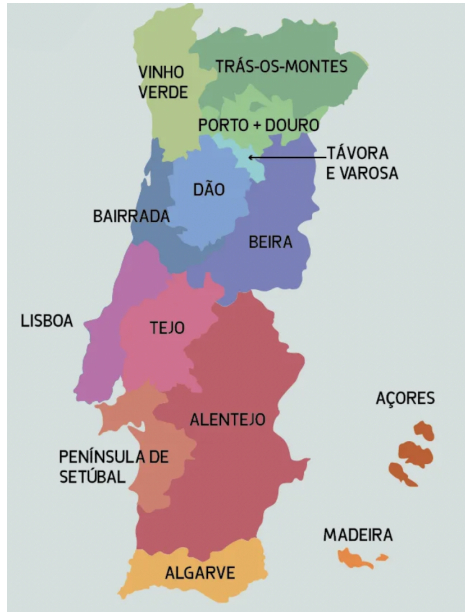 TRÁS-OS-MONTES
VINHO
VERDE
PORTO + DOURO
TÁVORA
E VAROSA
DÃO
BAIRRADA
BEIRA
LISBOA
TEJO
AÇORES
ALENTEJO
PENÍNSULA DE
SETÚBAL
MADEIRA
ALGARVE